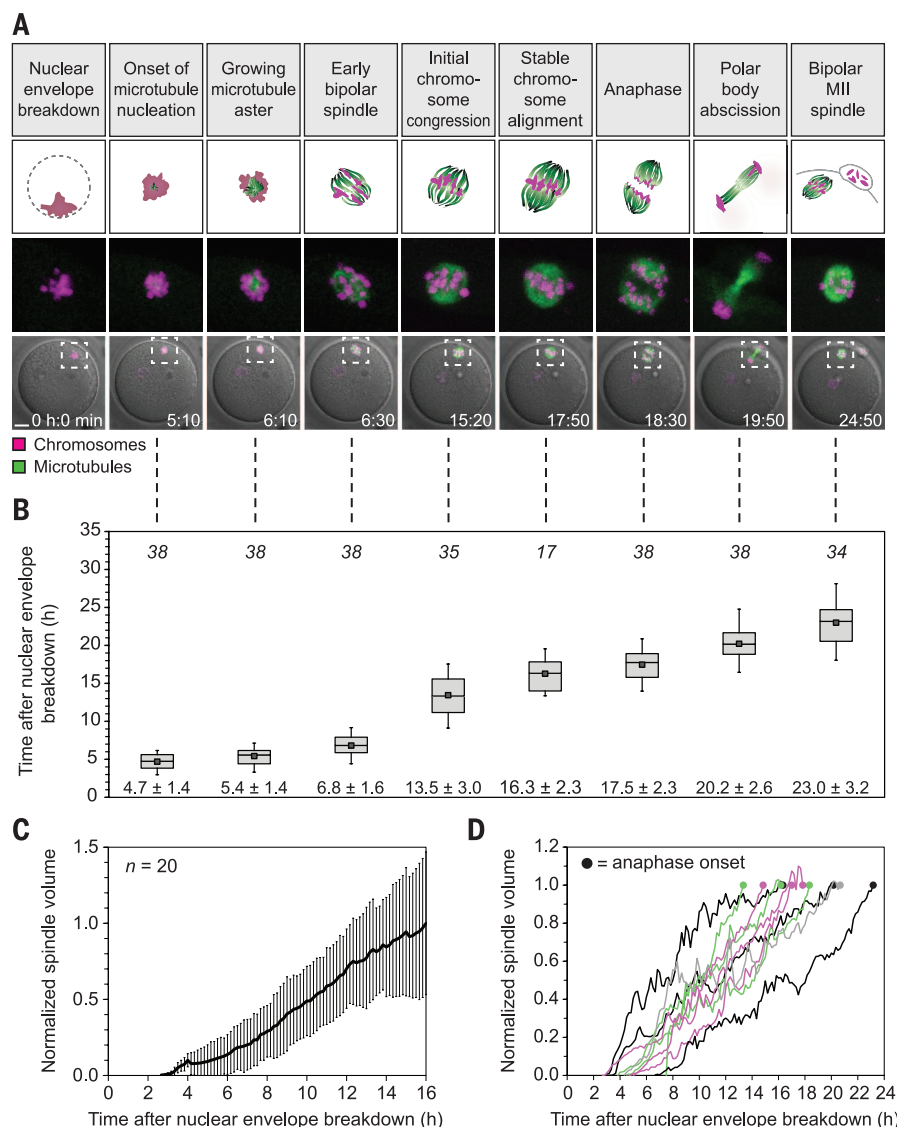 A
Nuclear
envelope
breakdown
Onset of
microtubule
nucleation
Growing
microtubule
aster
Early
bipolar
spindle
Initial
chromo-
some
congression
Stable
chromo-
some
alignment
Anaphase
Polar
body
abscission
Bipolar
MII
spindle
0 h:0 min
5:10
6:10
6:30
15:20
17:50
18:30
19:50
24:50
Chromosomes
Microtubules
B
Time after nuclear envelope
breakdown (h)
35
30
25
20
15
10
5
0
38
38
38
35
17
38
38
34
4.7 ± 1.4
5.4 ± 1.4
6.8 ± 1.6
13.5 ± 3.0
16.3 ± 2.3
17.5 ± 2.3
20.2 ± 2.6
23.0 ± 3.2
C
Normalized spindle volume
1.5
1.0
0.5
0.0
n = 20
0 2 4 6 8 10 12 14 16
Time after nuclear envelope breakdown (h)
D
Normalized spindle volume
1.2
1.0
0.8
0.6
0.4
0.2
0.0
= anaphase onset
0 2 4 6 8 10 12 14 16 18 20 22 24
Time after nuclear envelope breakdown (h)